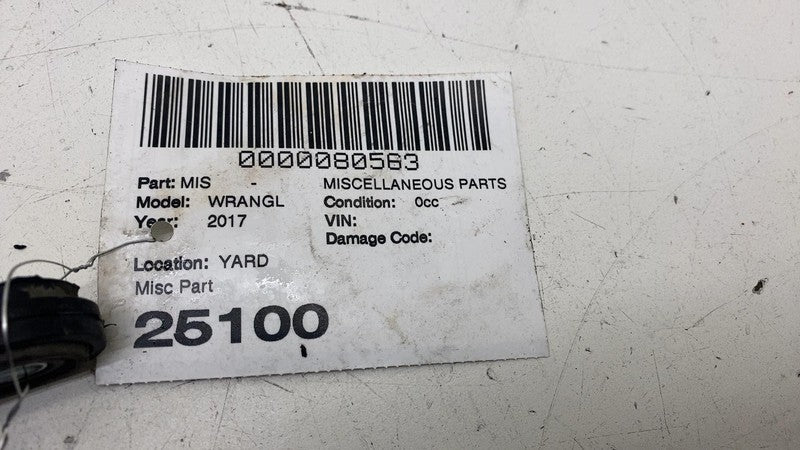 0000080563
Part: MIS - MISCELLANEOUS PARTS
Model: WRANGL Condition: 0cc
Year: 2017 VIN:
Damage Code:
Location: YARD
Misc Part
25100